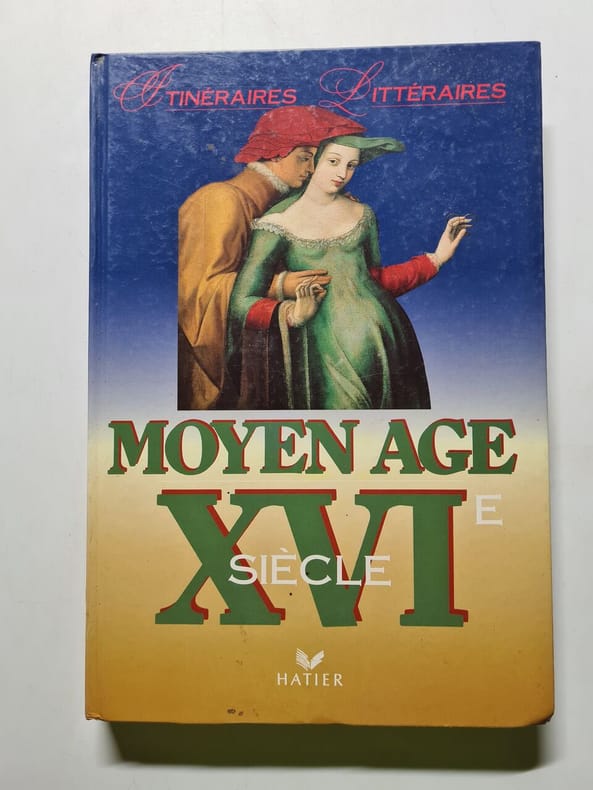 ITINÉRAIRES LITTÉRAIRES
MOYEN AGE
XVIE
SIÈCLE
HATIER